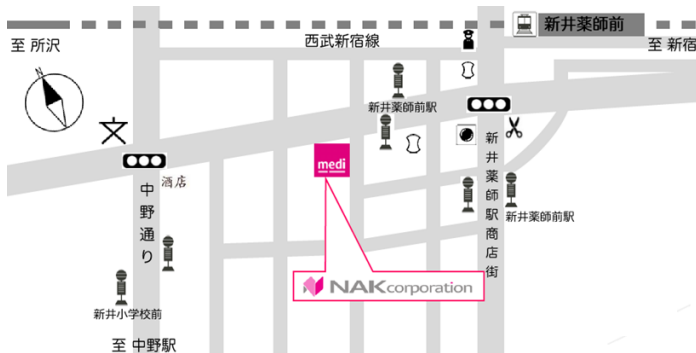 新井薬師前
西武新宿線
至 所沢
至 新宿
N
新井薬師前駅
文
medi
酒店
中野通り
新井薬師駅商店街
新井薬師前駅
NAKcorporation
新井小学校前
至 中野駅